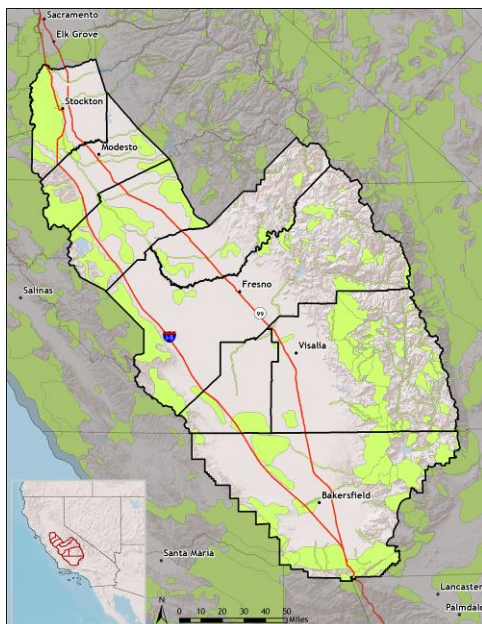 Sacramento
Elk Grove
Stockton
Modesto
Salinas
Fresno
99
5
Visalia
Bakersfield
Santa Maria
Lancaster
Palmdale
N
0 10 20 30 40 50
Miles